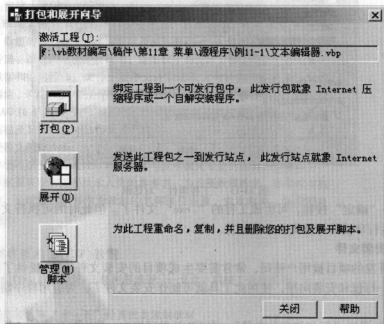 打包和展开向导
激活工程(I):
F:\vb教材编写\稿件\第11章 菜单\源程序\例11-1\文本编辑器.vbp
绑定工程到一个可发行包中，此发行包就象 Internet 压
缩程序或一个自解安装程序。
打包(P)
发送此工程包之一到发行站点，此发行站点就象 Internet
服务器。
展开(D)
为此工程重命名,复制,并且删除您的打包及展开脚本。
管理(M)
脚本
关闭
帮助